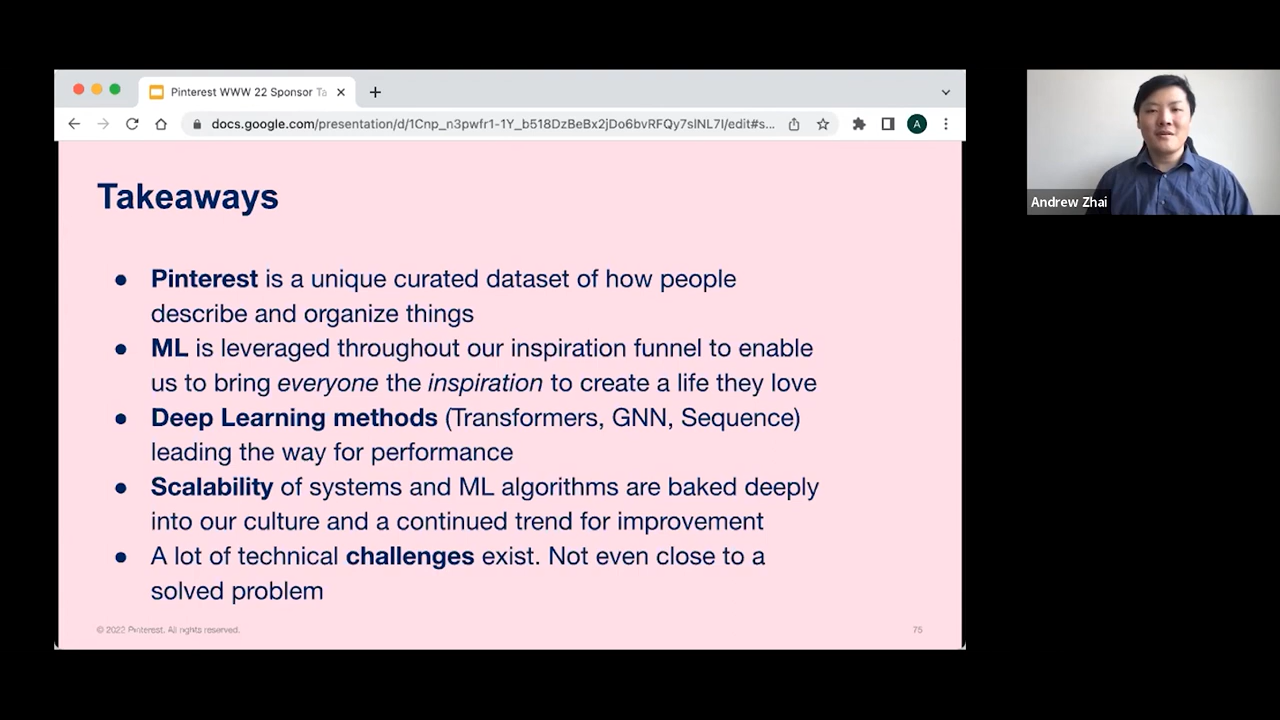 Pinterest WWW 22 Sponsor Ta
docs.google.com/presentation/d/1Cnp_n3pwfr1-1Y_b518DzBeBx2jDo6bvRFQy7slNL7I/edit#s...
A
Takeaways
● Pinterest is a unique curated dataset of how people
describe and organize things
● ML is leveraged throughout our inspiration funnel to enable
us to bring everyone the inspiration to create a life they love
● Deep Learning methods (Transformers, GNN, Sequence)
leading the way for performance
● Scalability of systems and ML algorithms are baked deeply
into our culture and a continued trend for improvement
● A lot of technical challenges exist. Not even close to a
solved problem
© 2022 Pinterest. All rights reserved.
75
Andrew Zhai